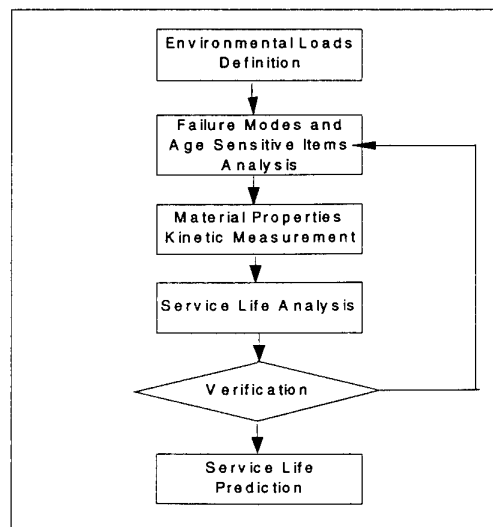 Environmental Loads
Definition
Failure Modes and
Age Sensitive Items
Analysis
Material Properties
Kinetic Measurement
Service Life Analysis
Verification
Service Life
Prediction